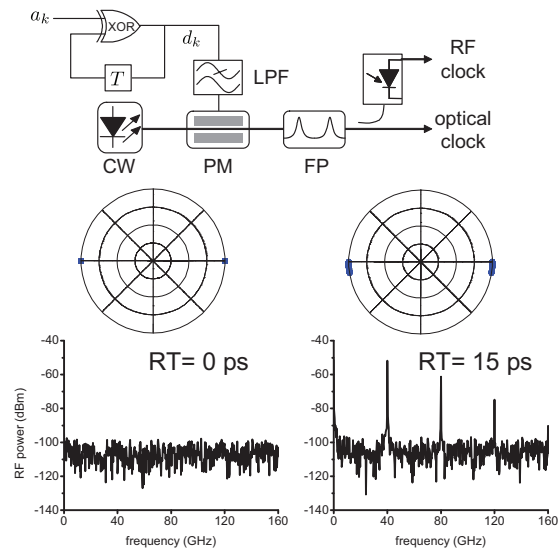 a_k
XOR
d_k
RF
clock
T
LPF
optical
clock
CW
PM
FP
RT= 0 ps
RT= 15 ps
-40
-60
-80
-100
-120
-140
RF power (dBm)
0 40 80 120 160
frequency (GHz)
-40
-60
-80
-100
-120
-140
0 40 80 120 160
frequency (GHz)